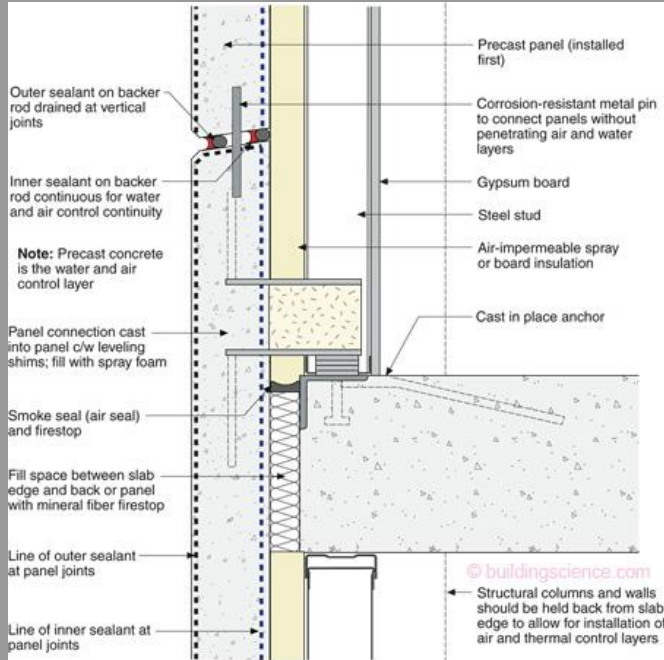 Outer sealant on backer
rod drained at vertical
joints
Inner sealant on backer
rod continuous for water
and air control continuity
Note: Precast concrete
is the water and air
control layer
Panel connection cast
into panel c/w leveling
shims; fill with spray foam
Smoke seal (air seal)
and firestop
Fill space between slab
edge and back or panel
with mineral fiber firestop
Line of outer sealant
at panel joints
Line of inner sealant at
panel joints
Precast panel (installed
first)
Corrosion-resistant metal pin
to connect panels without
penetrating air and water
layers
Gypsum board
Steel stud
Air-impermeable spray
or board insulation
Cast in place anchor
© buildingscience.com
Structural columns and walls
should be held back from slab
edge to allow for installation of
air and thermal control layers